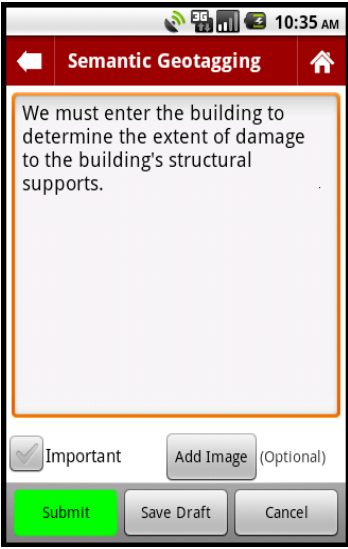 3G 10:35 AM
Semantic Geotagging
We must enter the building to
determine the extent of damage
to the building's structural
supports.
Important Add Image (Optional)
Submit Save Draft Cancel